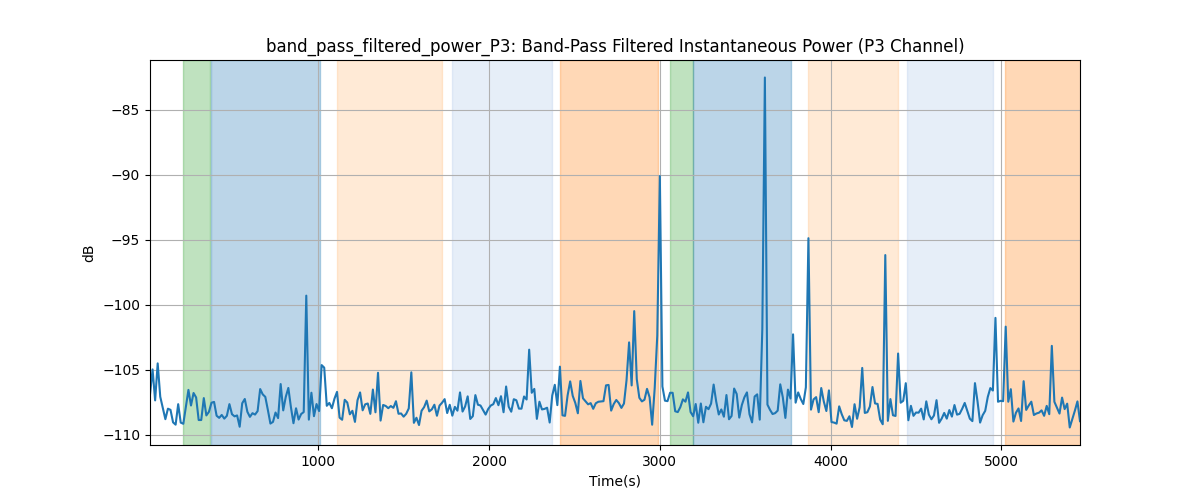 band_pass_filtered_power_P3: Band-Pass Filtered Instantaneous Power (P3 Channel)
−85
−90
−95
−100
−105
−110
dB
1000 2000 3000 4000 5000
Time(s)